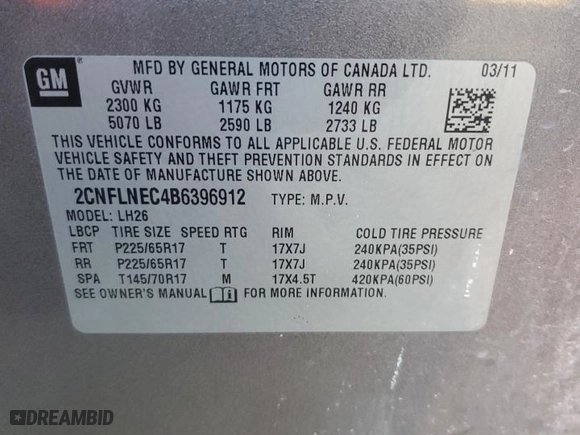 GM
MFD BY GENERAL MOTORS OF CANADA LTD. 03/11
GVWR GAWR FRT GAWR RR
2300 KG 1175 KG 1240 KG
5070 LB 2590 LB 2733 LB
THIS VEHICLE CONFORMS TO ALL APPLICABLE U.S. FEDERAL MOTOR
VEHICLE SAFETY AND THEFT PREVENTION STANDARDS IN EFFECT ON
THE DATE OF MANUFACTURE SHOWN ABOVE.
2CNFLNEC4B6396912 TYPE: M.P.V.
MODEL: LH26
LBCP TIRE SIZE SPEED RTG RIM COLD TIRE PRESSURE
FRT P225/65R17 T 17X7J 240KPA(35PSI)
RR P225/65R17 T 17X7J 240KPA(35PSI)
SPA T145/70R17 M 17X4.5T 420KPA(60PSI)
SEE OWNER'S MANUAL FOR MORE INFORMATION.
DREAMBID